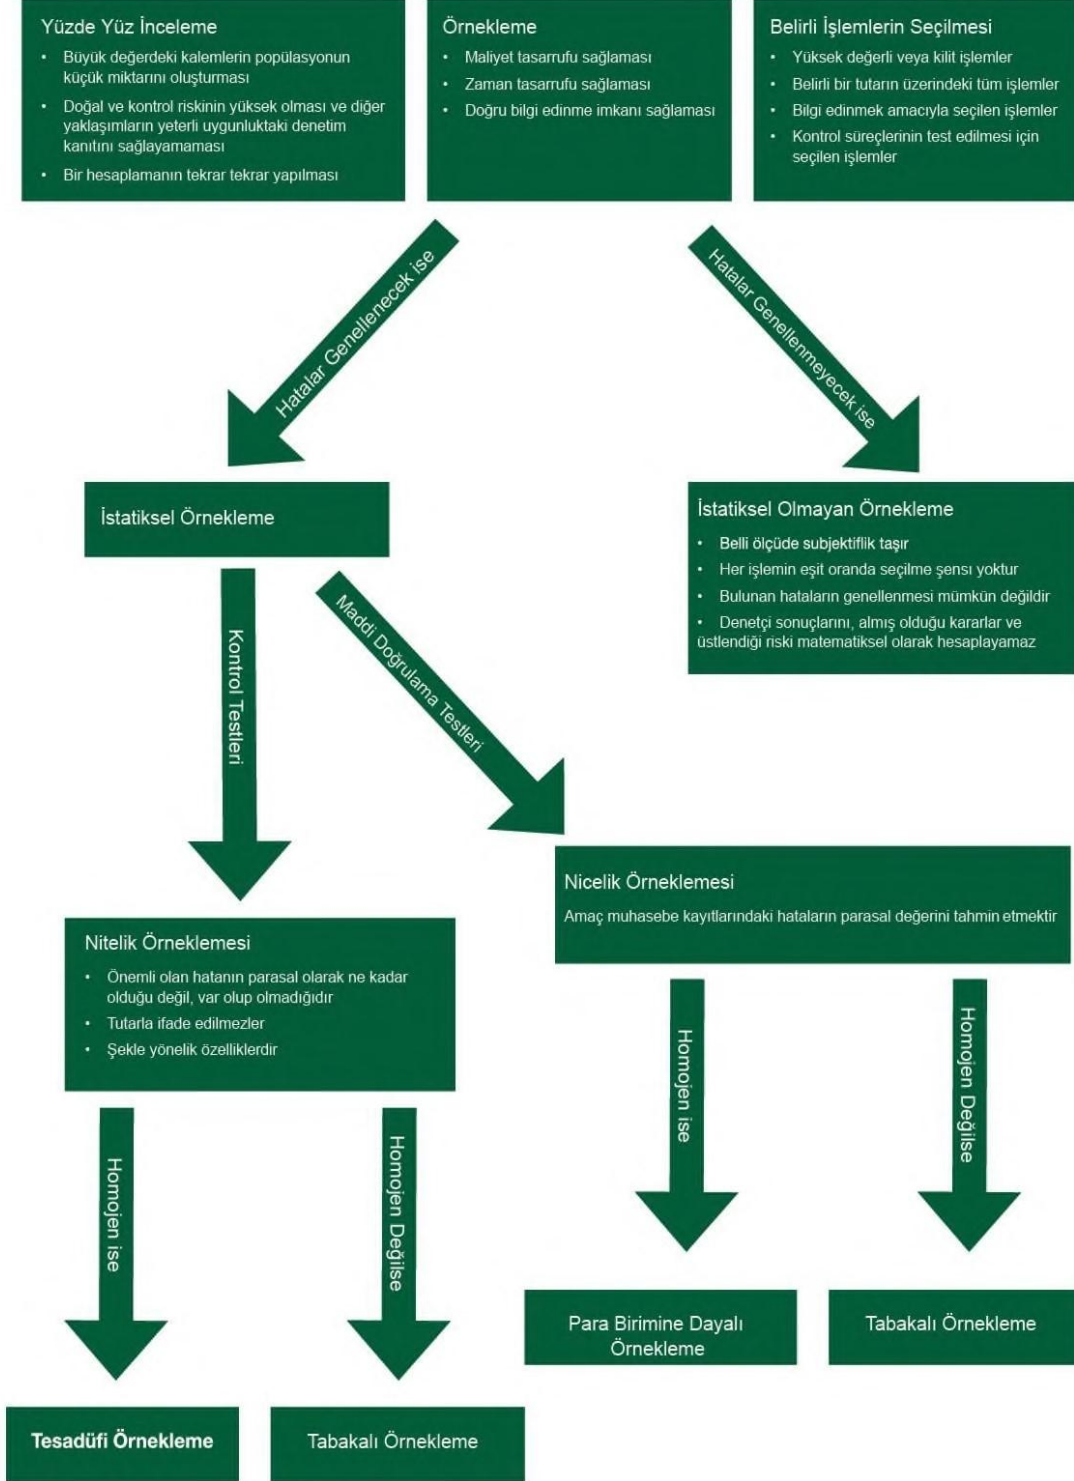 Yüzde Yüz İnceleme
• Büyük değerdeki kalemlerin popülasyonun
küçük miktarını oluşturması
• Doğal ve kontrol riskinin yüksek olması ve diğer
yaklaşımların yeterli uygunluktaki denetim
kanıtını sağlayamaması
• Bir hesaplamanın tekrar tekrar yapılması
Örnekleme
• Maliyet tasarrufu sağlaması
• Zaman tasarrufu sağlaması
• Doğru bilgi edinme imkanı sağlaması
Belirli İşlemlerin Seçilmesi
• Yüksek değerli veya kilit işlemler
• Belirli bir tutarın üzerindeki tüm işlemler
• Bilgi edinmek amacıyla seçilen işlemler
• Kontrol süreçlerinin test edilmesi için
seçilen işlemler
Hatalar Genellenecek ise
Hatalar Genellenmeyecek ise
İstatiksel Örnekleme
İstatiksel Olmayan Örnekleme
• Belli ölçüde subjektiflik taşır
• Her işlemin eşit oranda seçilme şensı yoktur
• Bulunan hataların genellenmesi mümkün değildir
• Denetçi sonuçlarını, almış olduğu kararlar ve
üstlendiği riski matematiksel olarak hesaplayamaz
Kontrol Testleri
Maddi Doğrulama Testleri
Nicelik Örneklemesi
Amaç muhasebe kayıtlarındaki hataların parasal değerini tahmin etmektir
Nitelik Örneklemesi
• Önemli olan hatanın parasal olarak ne kadar
olduğu değil, var olup olmadığıdır
• Tutarla ifade edilmezler
• Şekle yönelik özelliklerdir
Homojen ise
Homojen Değilse
Homojen ise
Homojen Değilse
Para Birimine Dayalı
Örnekleme
Tabakalı Örnekleme
Tesadüfi Örnekleme
Tabakalı Örnekleme